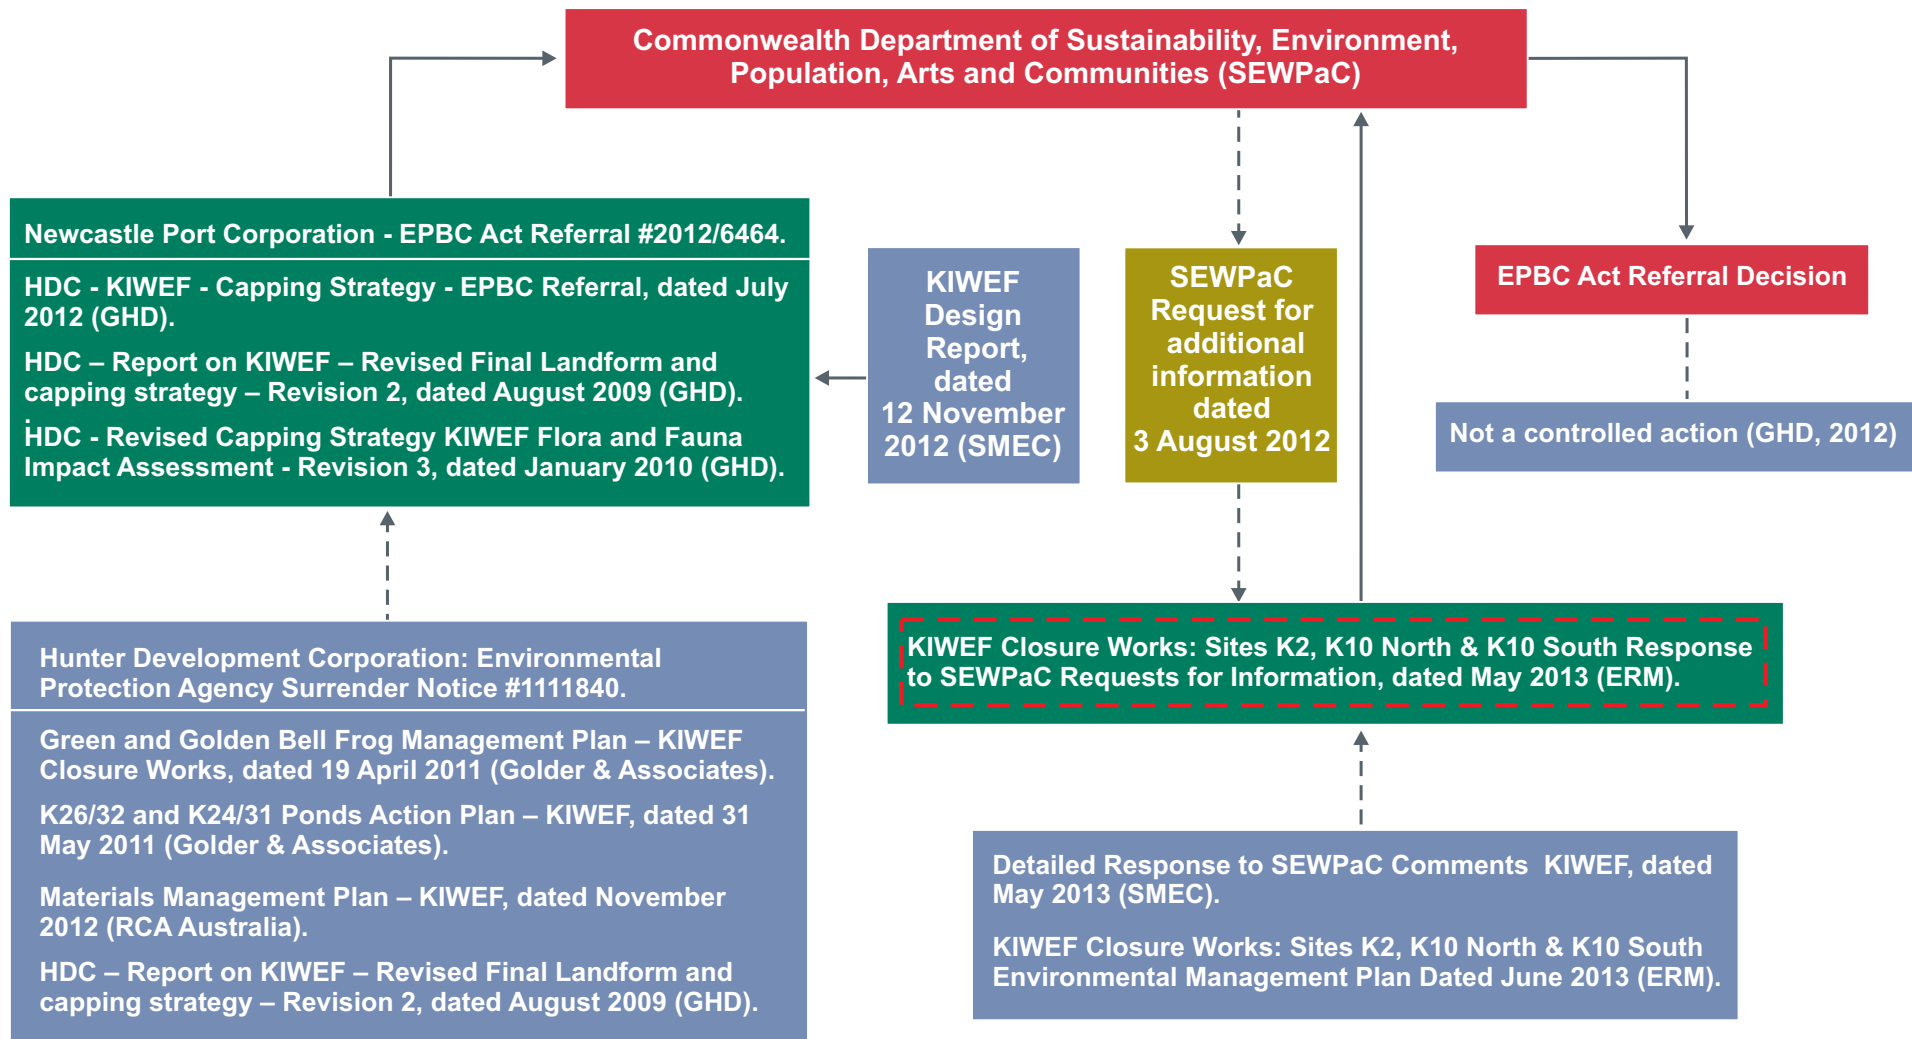 Commonwealth Department of Sustainability, Environment,
Population, Arts and Communities (SEWPaC)
Newcastle Port Corporation - EPBC Act Referral #2012/6464.
HDC - KIWEF - Capping Strategy - EPBC Referral, dated July
2012 (GHD).
HDC – Report on KIWEF – Revised Final Landform and
capping strategy – Revision 2, dated August 2009 (GHD).
.
HDC - Revised Capping Strategy KIWEF Flora and Fauna
Impact Assessment - Revision 3, dated January 2010 (GHD).
KIWEF
Design
Report,
dated
12 November
2012 (SMEC)
SEWPaC
Request for
additional
information
dated
3 August 2012
EPBC Act Referral Decision
Not a controlled action (GHD, 2012)
Hunter Development Corporation: Environmental
Protection Agency Surrender Notice #1111840.
Green and Golden Bell Frog Management Plan – KIWEF
Closure Works, dated 19 April 2011 (Golder & Associates).
K26/32 and K24/31 Ponds Action Plan – KIWEF, dated 31
May 2011 (Golder & Associates).
Materials Management Plan – KIWEF, dated November
2012 (RCA Australia).
HDC – Report on KIWEF – Revised Final Landform and
capping strategy – Revision 2, dated August 2009 (GHD).
KIWEF Closure Works: Sites K2, K10 North & K10 South Response
to SEWPaC Requests for Information, dated May 2013 (ERM).
Detailed Response to SEWPaC Comments  KIWEF, dated
May 2013 (SMEC).
KIWEF Closure Works: Sites K2, K10 North & K10 South
Environmental Management Plan Dated June 2013 (ERM).